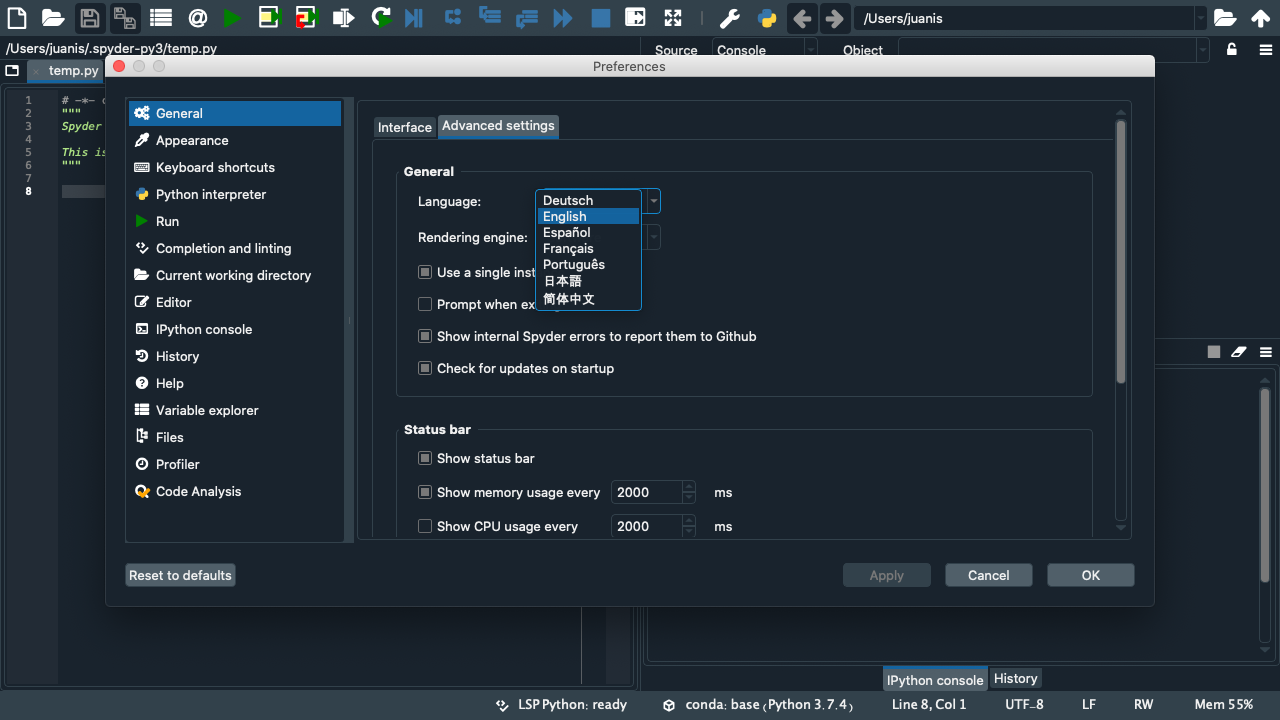 /Users/juanis
/Users/juanis/.spyder-py3/temp.py
Source Console Object
temp.py
Preferences
1 # -*- c
2 """
3 Spyder
4
5 This is
6 """
7
8
General
Appearance
Keyboard shortcuts
Python interpreter
Run
Completion and linting
Current working directory
Editor
IPython console
History
Help
Variable explorer
Files
Profiler
Code Analysis
Interface Advanced settings
General
Language:
Deutsch
English
Español
Français
Português
日本語
简体中文
Rendering engine:
Use a single inst
Prompt when ex
Show internal Spyder errors to report them to Github
Check for updates on startup
Status bar
Show status bar
Show memory usage every 2000 ms
Show CPU usage every 2000 ms
Reset to defaults Apply Cancel OK
IPython console History
LSP Python: ready conda: base (Python 3.7.4) Line 8, Col 1 UTF-8 LF RW Mem 55%